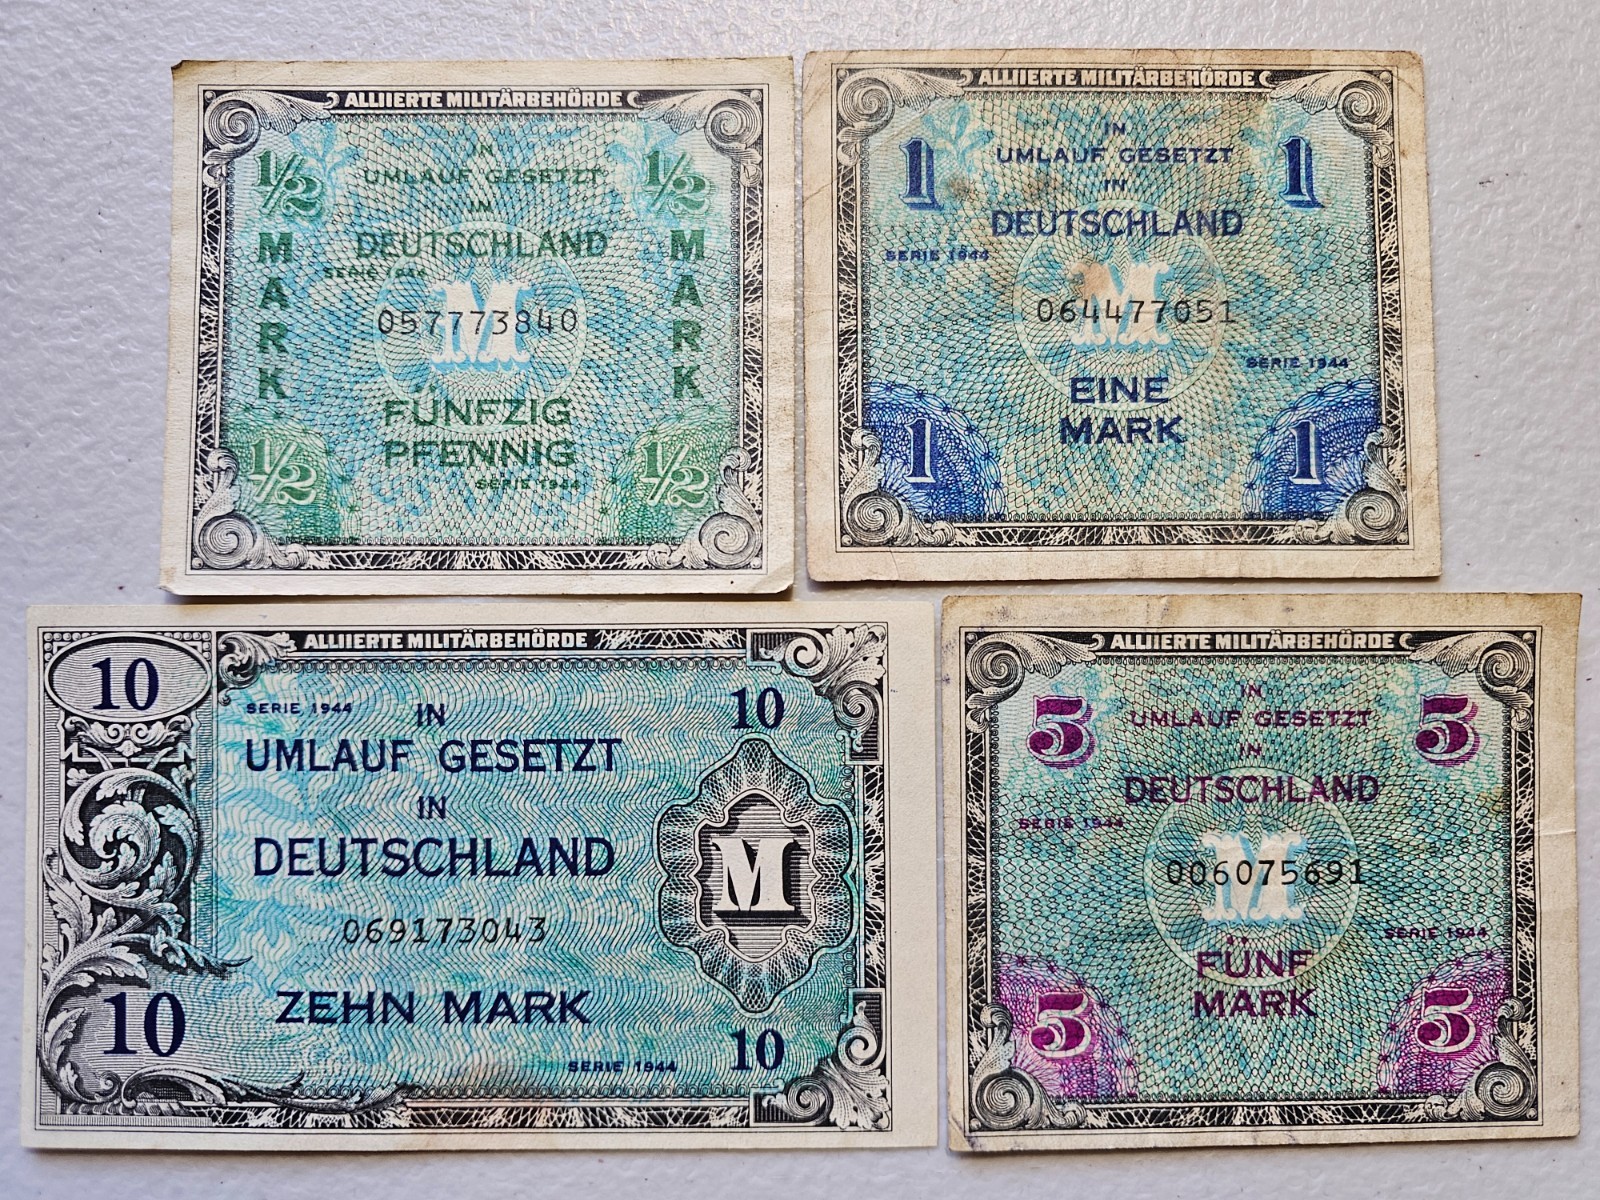 ALLIIERTE MILITÄRBEHÖRDE
1/2 1/2
IN
UMLAUF GESETZT
IN
DEUTSCHLAND
SERIE 1944
MARK MARK
057773840
M
FÜNFZIG
PFENNIG
1/2 1/2
SERIE 1944
ALLIIERTE MILITÄRBEHÖRDE
1 1
IN
UMLAUF GESETZT
IN
DEUTSCHLAND
SERIE 1944
064477051
M
SERIE 1944
EINE
MARK
1 1
ALLIIERTE MILITÄRBEHÖRDE
10
SERIE 1944
10
IN
UMLAUF GESETZT
IN
DEUTSCHLAND
M
069173043
ZEHN MARK
10
10
SERIE 1944
ALLIIERTE MILITÄRBEHÖRDE
5 5
IN
UMLAUF GESETZT
IN
DEUTSCHLAND
SERIE 1944
006075691
M
SERIE 1944
FÜNF
MARK
5 5